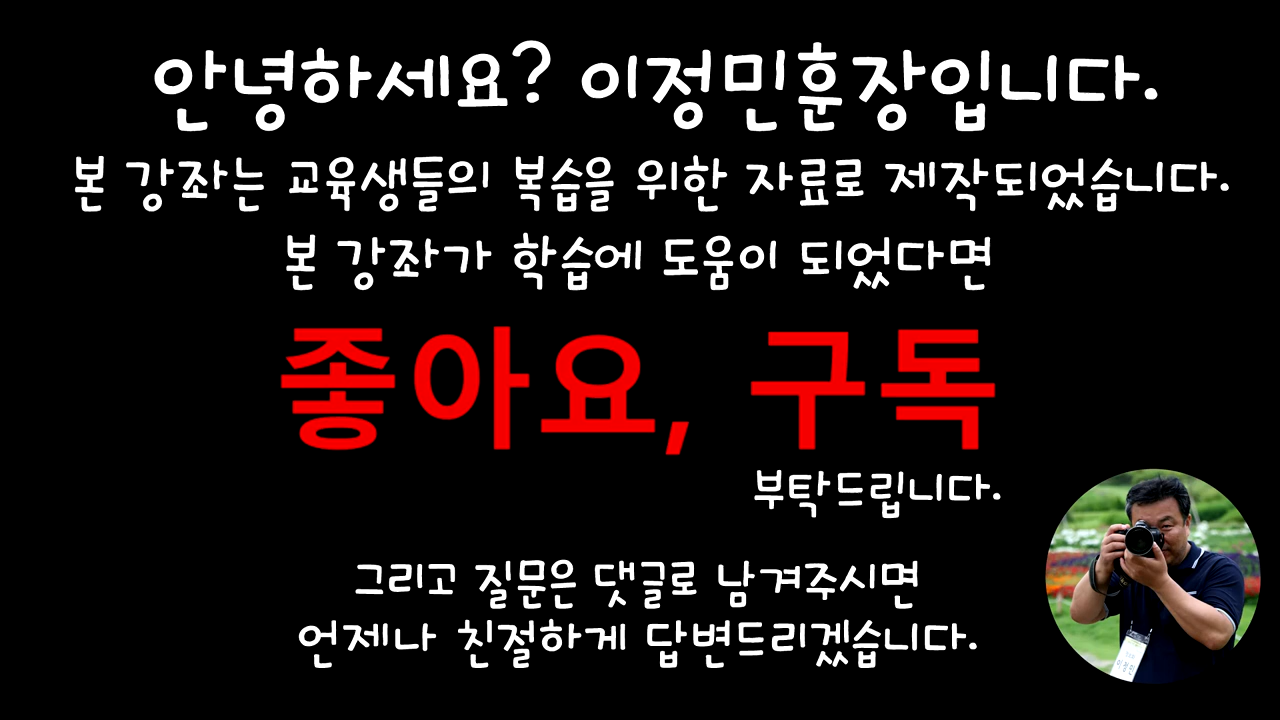 안녕하세요? 이정민훈장입니다.
본 강좌는 교육생들의 복습을 위한 자료로 제작되었습니다.
본 강좌가 학습에 도움이 되었다면
좋아요, 구독
부탁드립니다.
그리고 질문은 댓글로 남겨주시면
언제나 친절하게 답변드리겠습니다.
이정민